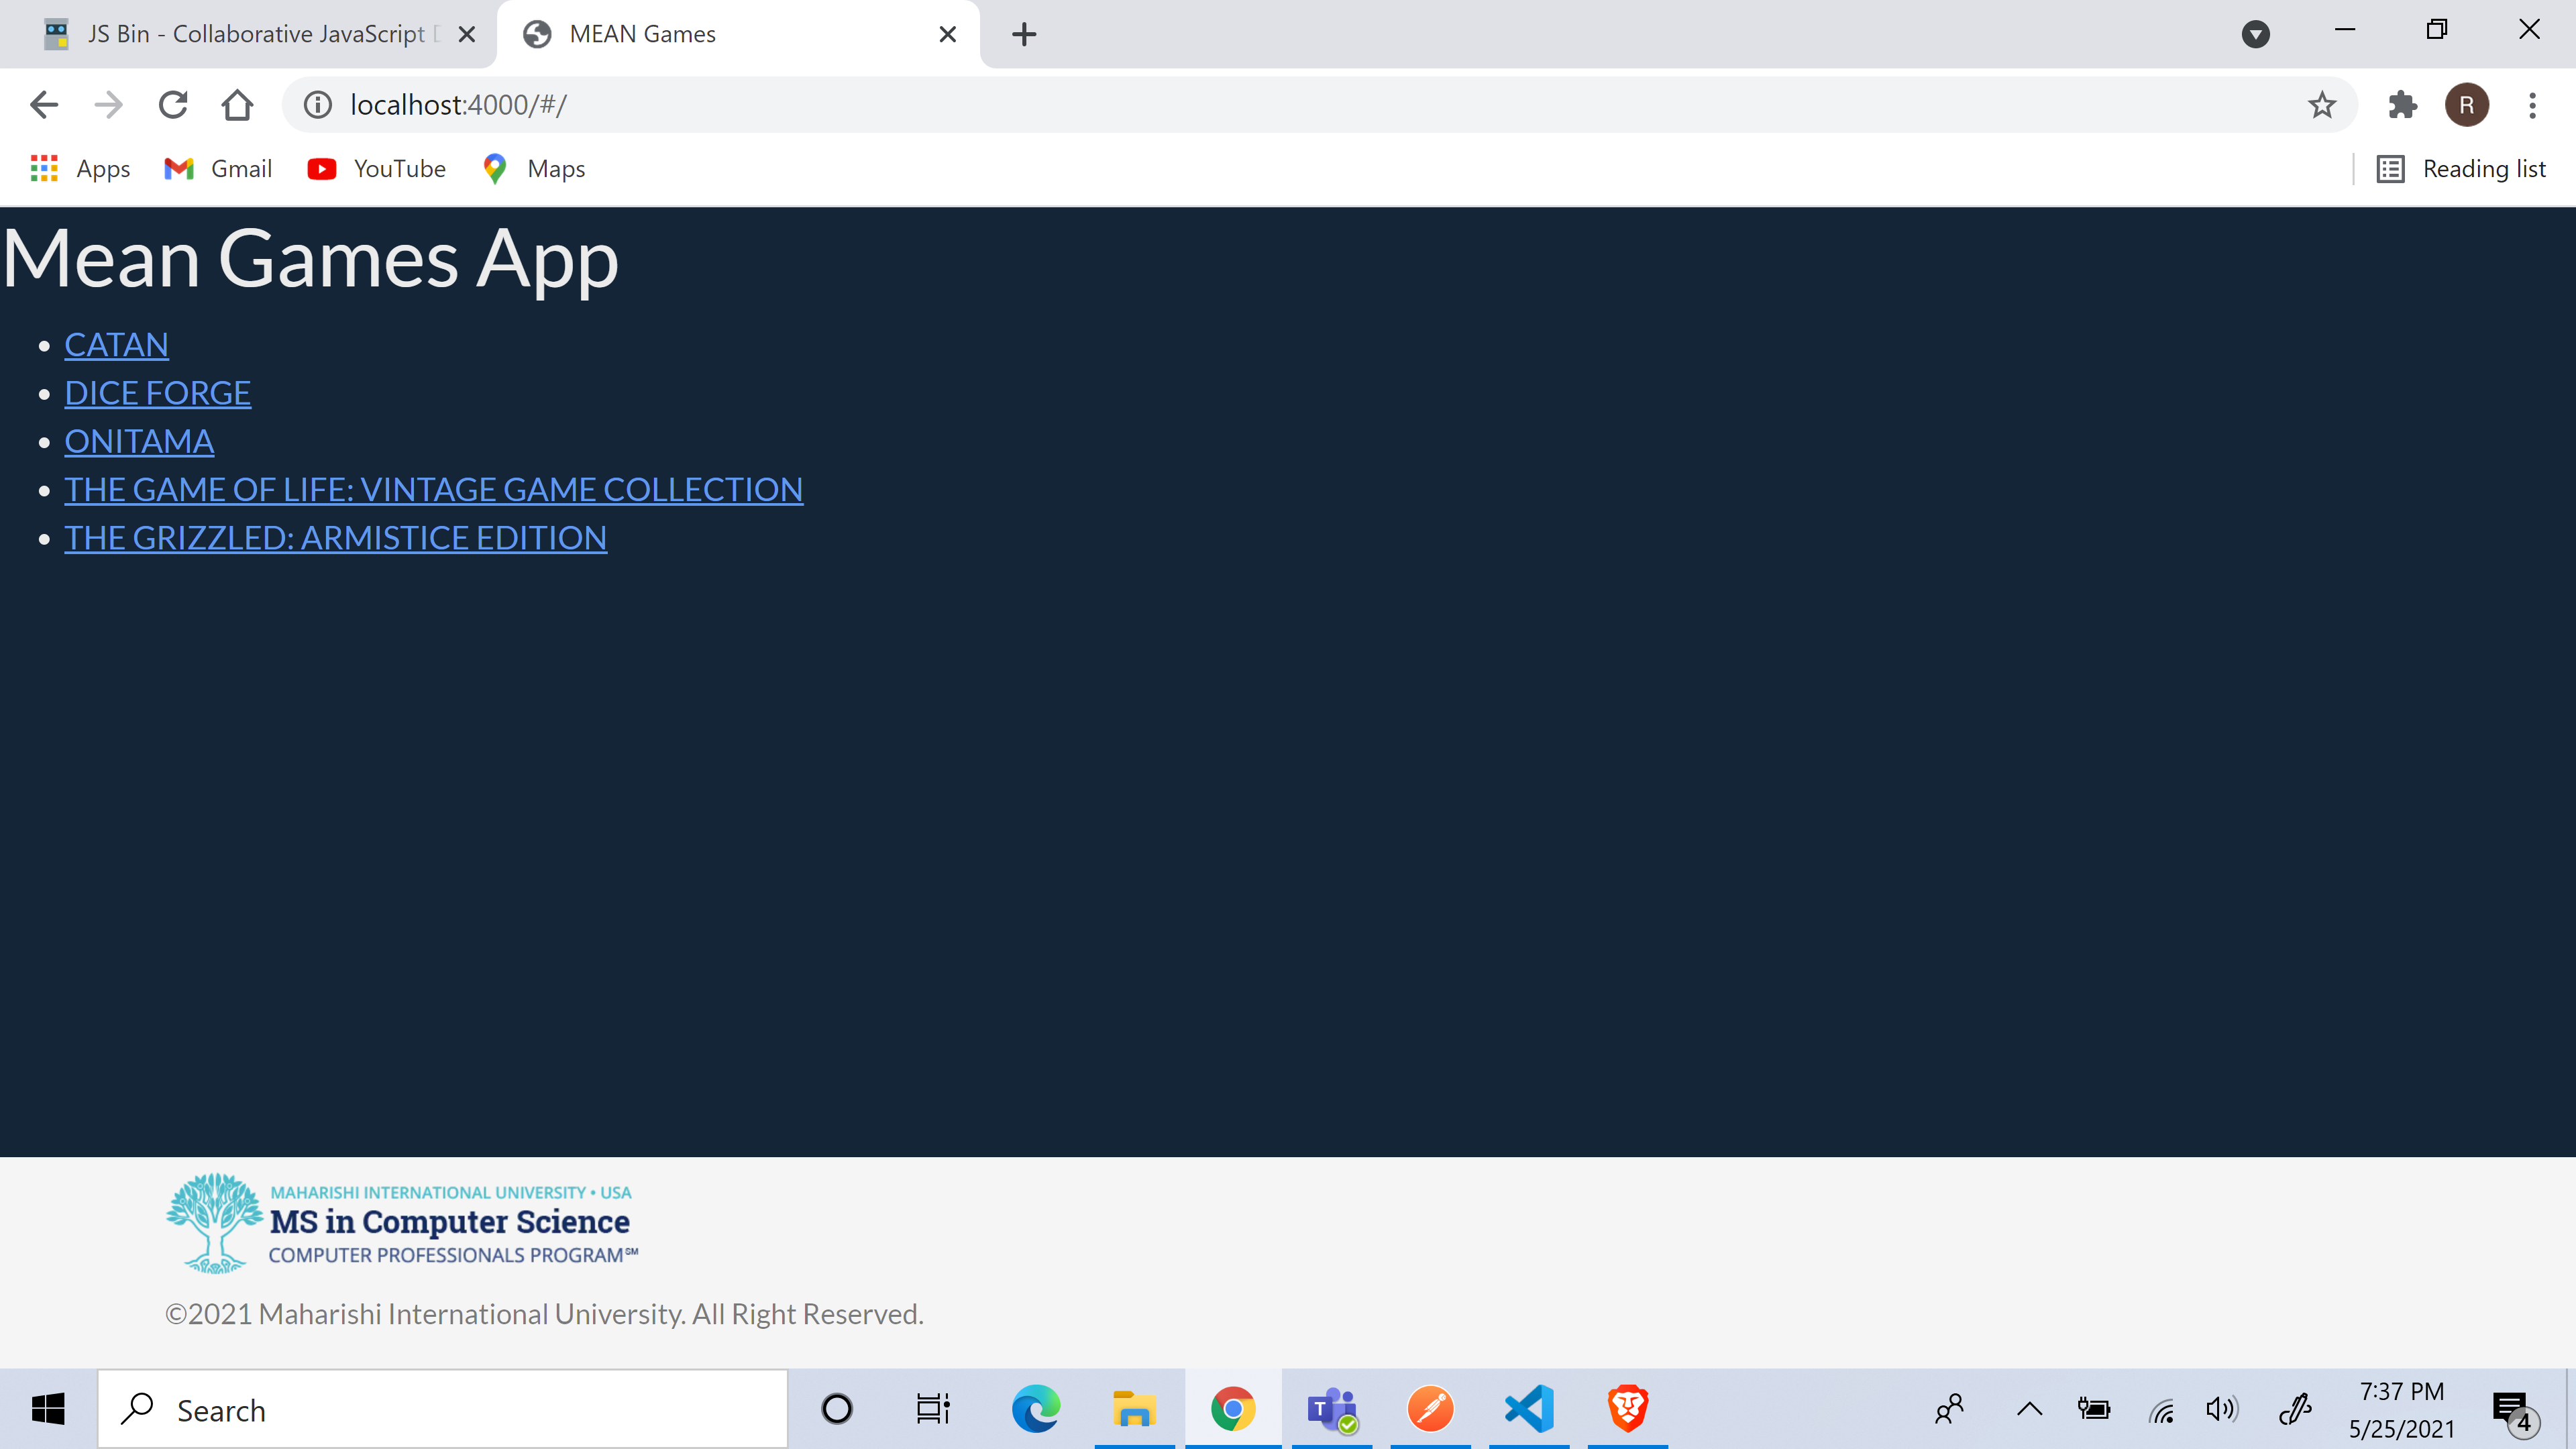 JS Bin - Collaborative JavaScript D
MEAN Games
localhost:4000/#/
R
Apps
Gmail
YouTube
Maps
Reading list
Mean Games App
CATAN
DICE FORGE
ONITAMA
THE GAME OF LIFE: VINTAGE GAME COLLECTION
THE GRIZZLED: ARMISTICE EDITION
MAHARISHI INTERNATIONAL UNIVERSITY • USA
MS in Computer Science
COMPUTER PROFESSIONALS PROGRAM℠
©2021 Maharishi International University. All Right Reserved.
Search
T
7:37 PM
5/25/2021
4